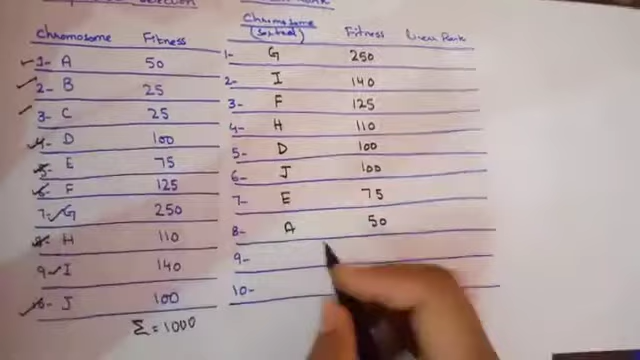 Selection
Chromosome Fitness
1- A 50
2- B 25
3- C 25
4- D 100
5- E 75
6- F 125
7- G 250
8- H 110
9- I 140
10- J 100
Σ = 1000
Chromosome Fitness Linear Rank
(Sorted)
1- G 250
2- I 140
3- F 125
4- H 110
5- D 100
6- J 100
7- E 75
8- A 50
9-
10-